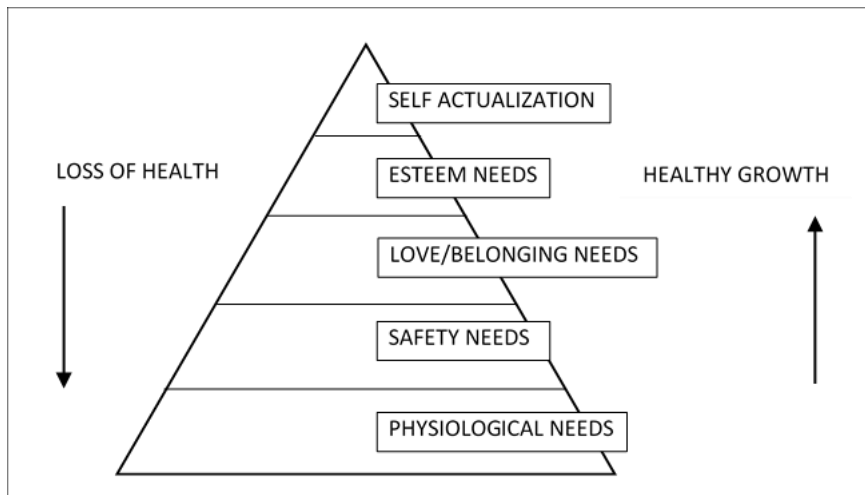 SELF ACTUALIZATION
LOSS OF HEALTH
ESTEEM NEEDS
HEALTHY GROWTH
LOVE/BELONGING NEEDS
SAFETY NEEDS
PHYSIOLOGICAL NEEDS